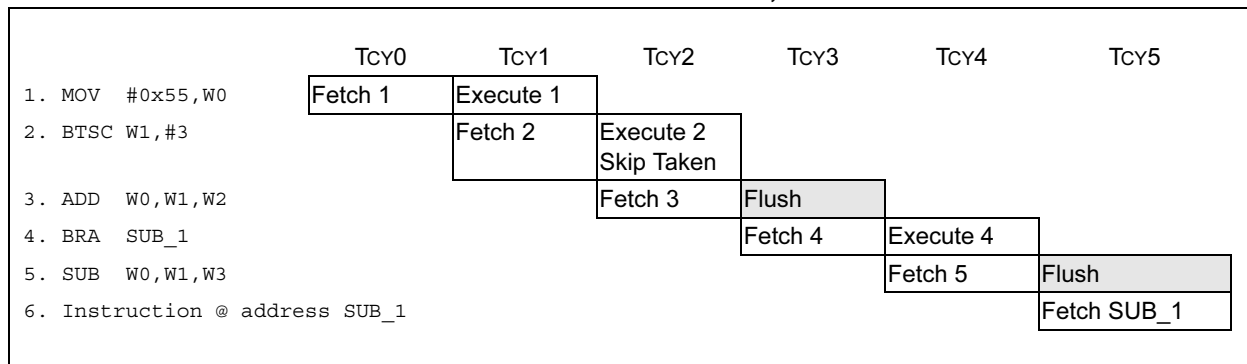 TCY0 TCY1 TCY2 TCY3 TCY4 TCY5
1. MOV #0x55,W0 Fetch 1 Execute 1
2. BTSC W1,#3 Fetch 2 Execute 2
Skip Taken
3. ADD W0,W1,W2 Fetch 3 Flush
4. BRA SUB_1 Fetch 4 Execute 4
5. SUB W0,W1,W3 Fetch 5 Flush
6. Instruction @ address SUB_1 Fetch SUB_1